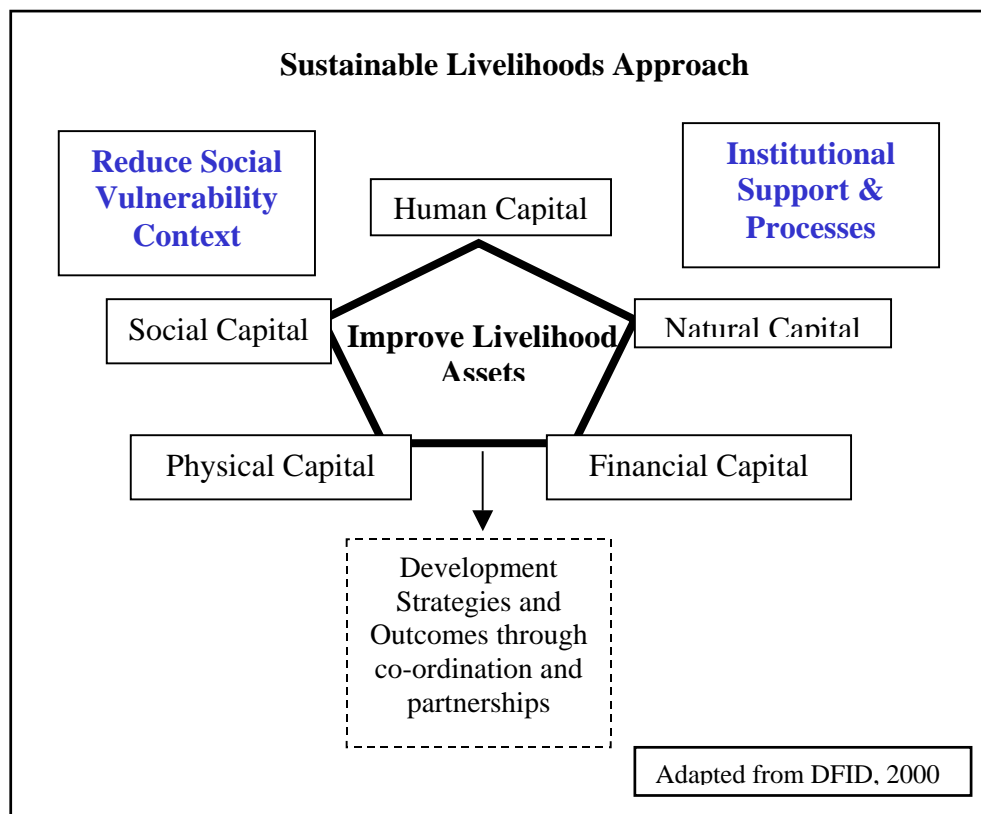 Sustainable Livelihoods Approach
Reduce Social
Vulnerability
Context
Institutional
Support &
Processes
Human Capital
Social Capital
Natural Capital
Improve Livelihood
Assets
Physical Capital
Financial Capital
Development
Strategies and
Outcomes through
co-ordination and
partnerships
Adapted from DFID, 2000